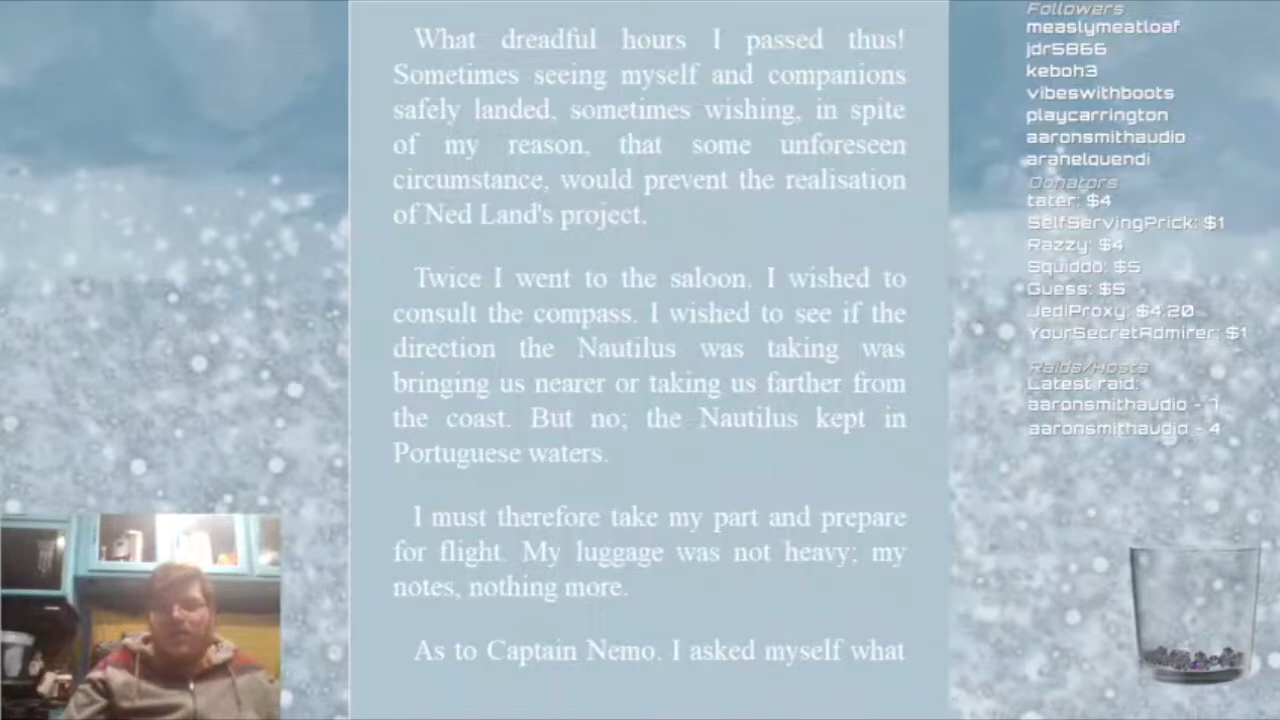 What dreadful hours I passed thus!
Sometimes seeing myself and companions
safely landed, sometimes wishing, in spite
of my reason, that some unforeseen
circumstance, would prevent the realisation
of Ned Land's project.
Twice I went to the saloon. I wished to
consult the compass. I wished to see if the
direction the Nautilus was taking was
bringing us nearer or taking us farther from
the coast. But no; the Nautilus kept in
Portuguese waters.
I must therefore take my part and prepare
for flight. My luggage was not heavy; my
notes, nothing more.
As to Captain Nemo, I asked myself what
Followers
measlymeatloaf
jdr5866
keboh3
vibeswithboots
playcarrington
aaronsmithaudio
aranelquendi
Donators
tater: $4
SelfServingPrick: $1
Razzy: $4
Squidoo: $5
Guess: $5
JediProxy: $4.20
YourSecretAdmirer: $1
Raids/Hosts
Latest raid:
aaronsmithaudio - 1
aaronsmithaudio - 4